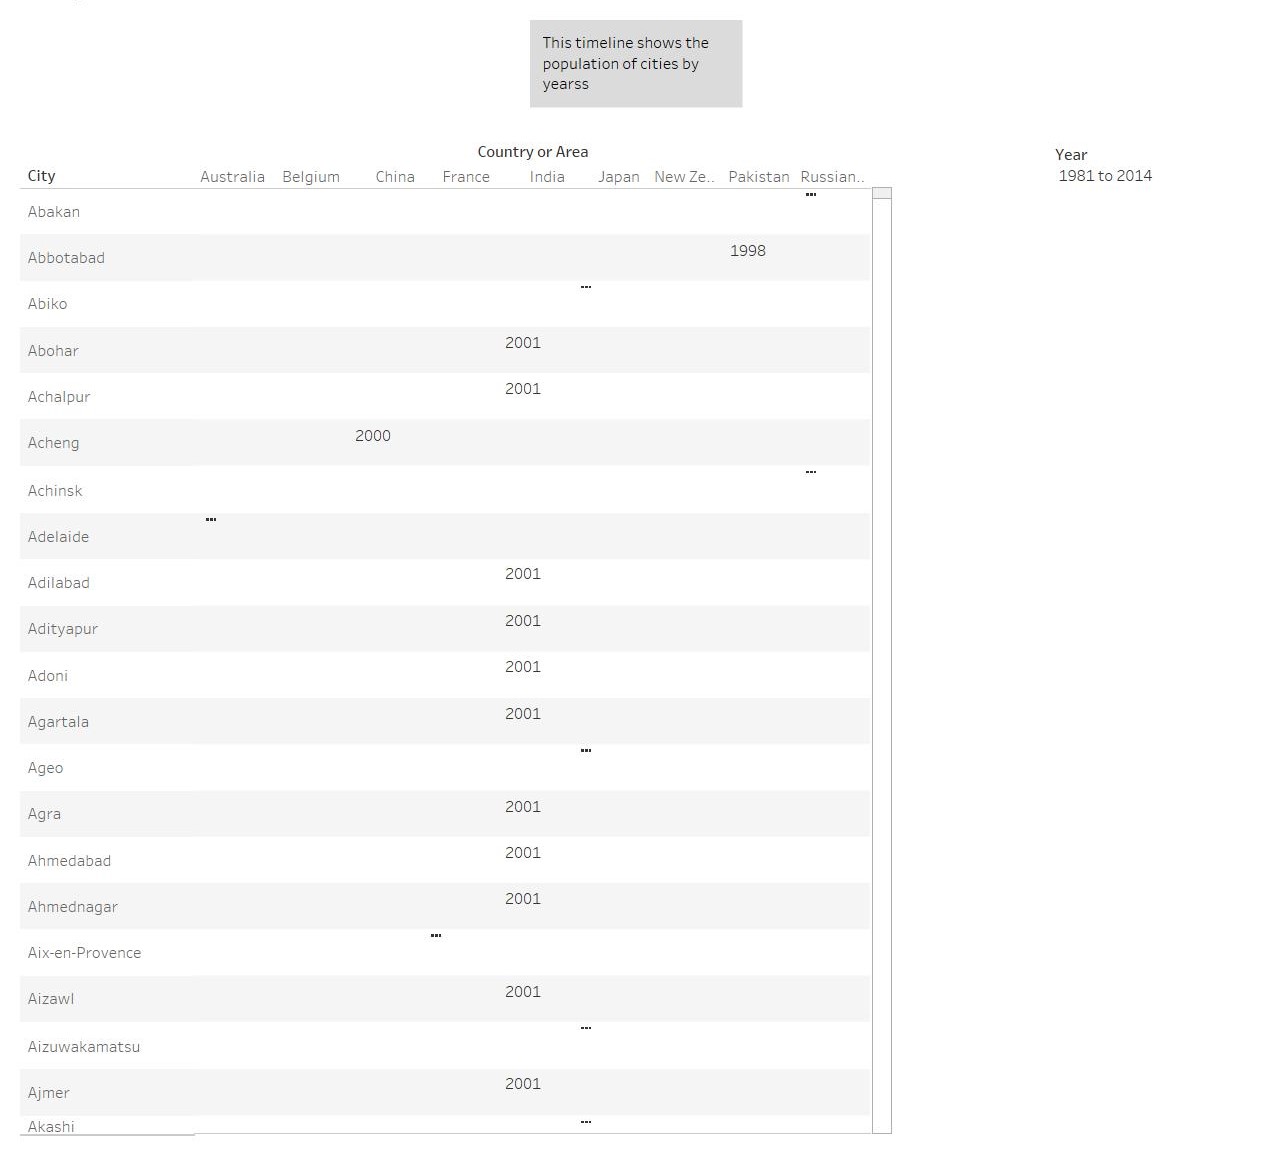 This timeline shows the
population of cities by
yearss
Country or Area
City Australia Belgium China France India Japan New Ze.. Pakistan Russian..
Year
1981 to 2014
Abakan ...
Abbotabad 1998
Abiko ...
Abohar 2001
Achalpur 2001
Acheng 2000
Achinsk ...
Adelaide ...
Adilabad 2001
Adityapur 2001
Adoni 2001
Agartala 2001
Ageo ...
Agra 2001
Ahmedabad 2001
Ahmednagar 2001
Aix-en-Provence ...
Aizawl 2001
Aizuwakamatsu ...
Ajmer 2001
Akashi ...